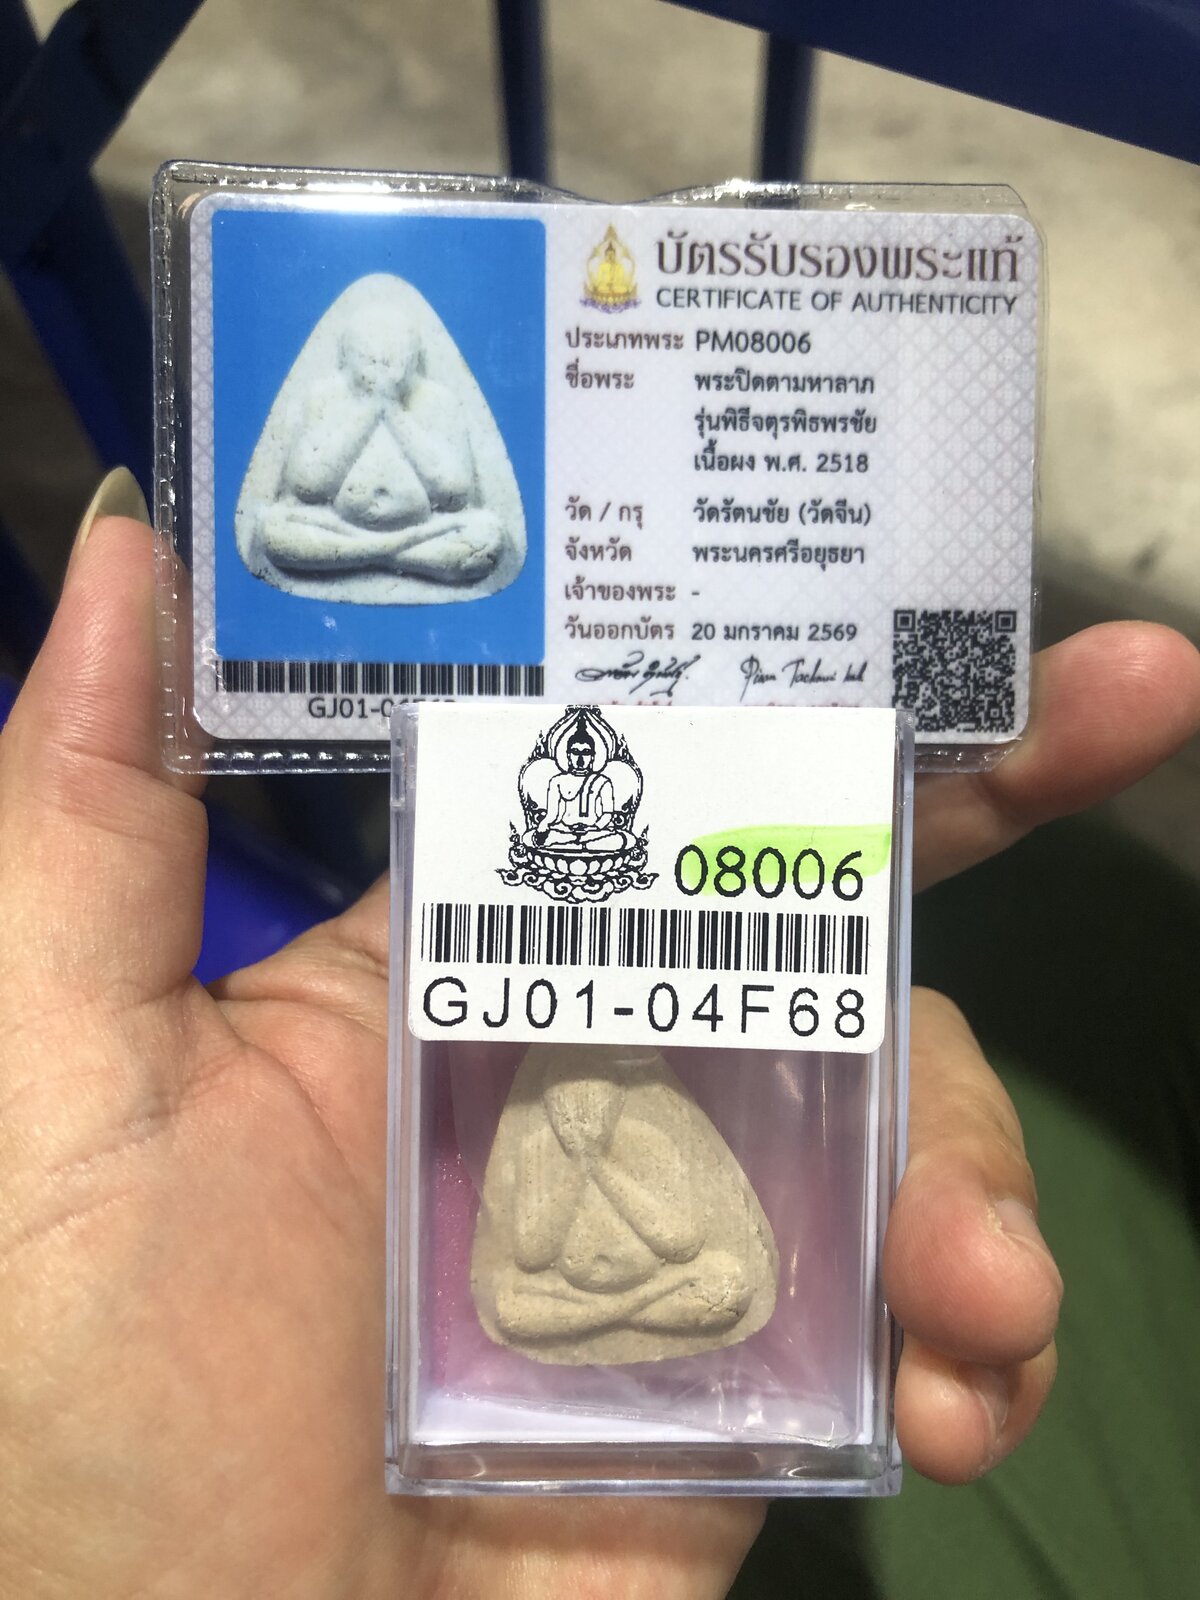 บัตรรับรองพระแท้
CERTIFICATE OF AUTHENTICITY
ประเภทพระ PM08006
ชื่อพระ พระปิดตามหาลาภ
รุ่นพิธีจตุรพิธพรชัย
เนื้อผง พ.ศ. 2518
วัด / กรุ วัดรัตนชัย (วัดจีน)
จังหวัด พระนครศรีอยุธยา
เจ้าของพระ -
วันออกบัตร 20 มกราคม 2569
08006
GJ01-04F68